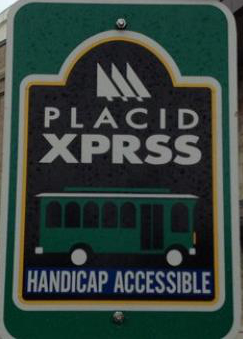 PLACID
XPRSS
HANDICAP ACCESSIBLE